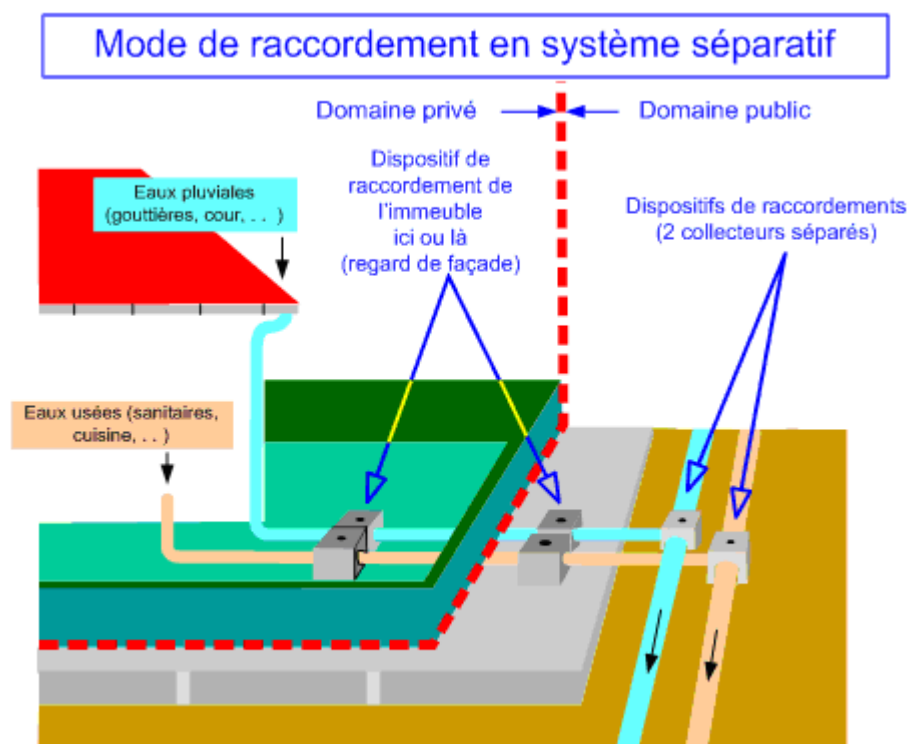 Mode de raccordement en système séparatif
Domaine privé
Domaine public
Dispositif de
raccordement de
l'immeuble
ici ou là
(regard de façade)
Eaux pluviales
(gouttières, cour, . . )
Dispositifs de raccordements
(2 collecteurs séparés)
Eaux usées (sanitaires,
cuisine, . . )